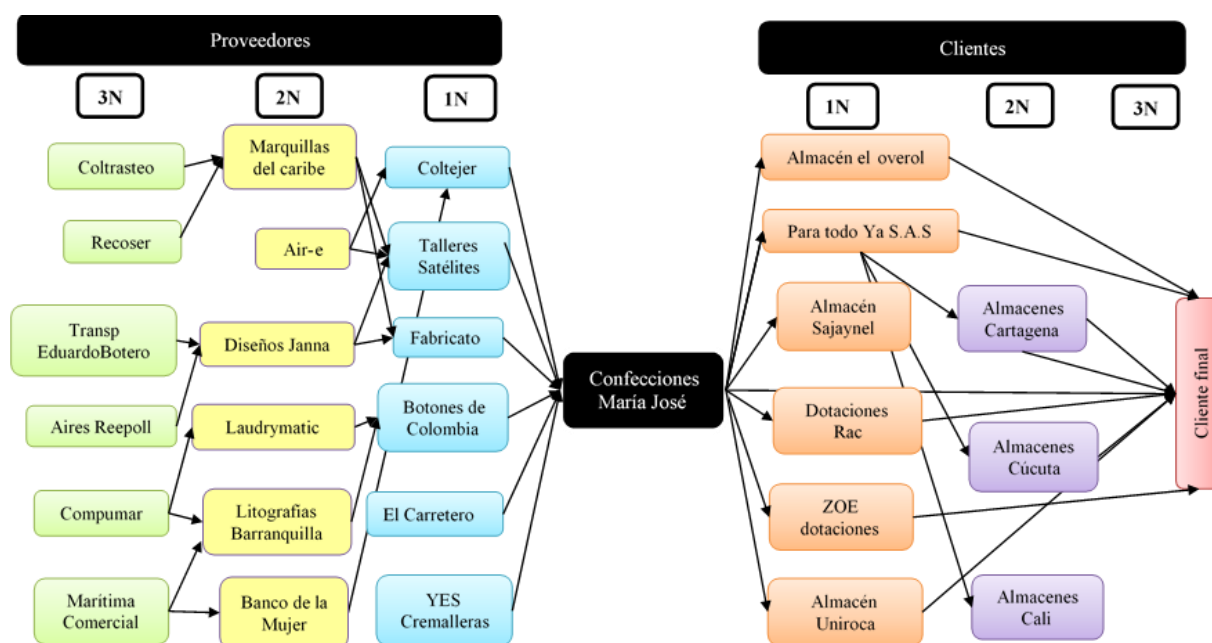 Proveedores
Clientes
3N
2N
1N
1N
2N
3N
Coltrasteo
Recoser
Transp
EduardoBotero
Aires Reepoll
Compumar
Marítima
Comercial
Marquillas
del caribe
Air-e
Diseños Janna
Laudrymatic
Litografías
Barranquilla
Banco de la
Mujer
Coltejer
Talleres
Satélites
Fabricato
Botones de
Colombia
El Carretero
YES
Cremalleras
Confecciones
María José
Almacén el overol
Para todo Ya S.A.S
Almacén
Sajaynel
Dotaciones
Rac
ZOE
dotaciones
Almacén
Uniroca
Almacenes
Cartagena
Almacenes
Cúcuta
Almacenes
Cali
Cliente final